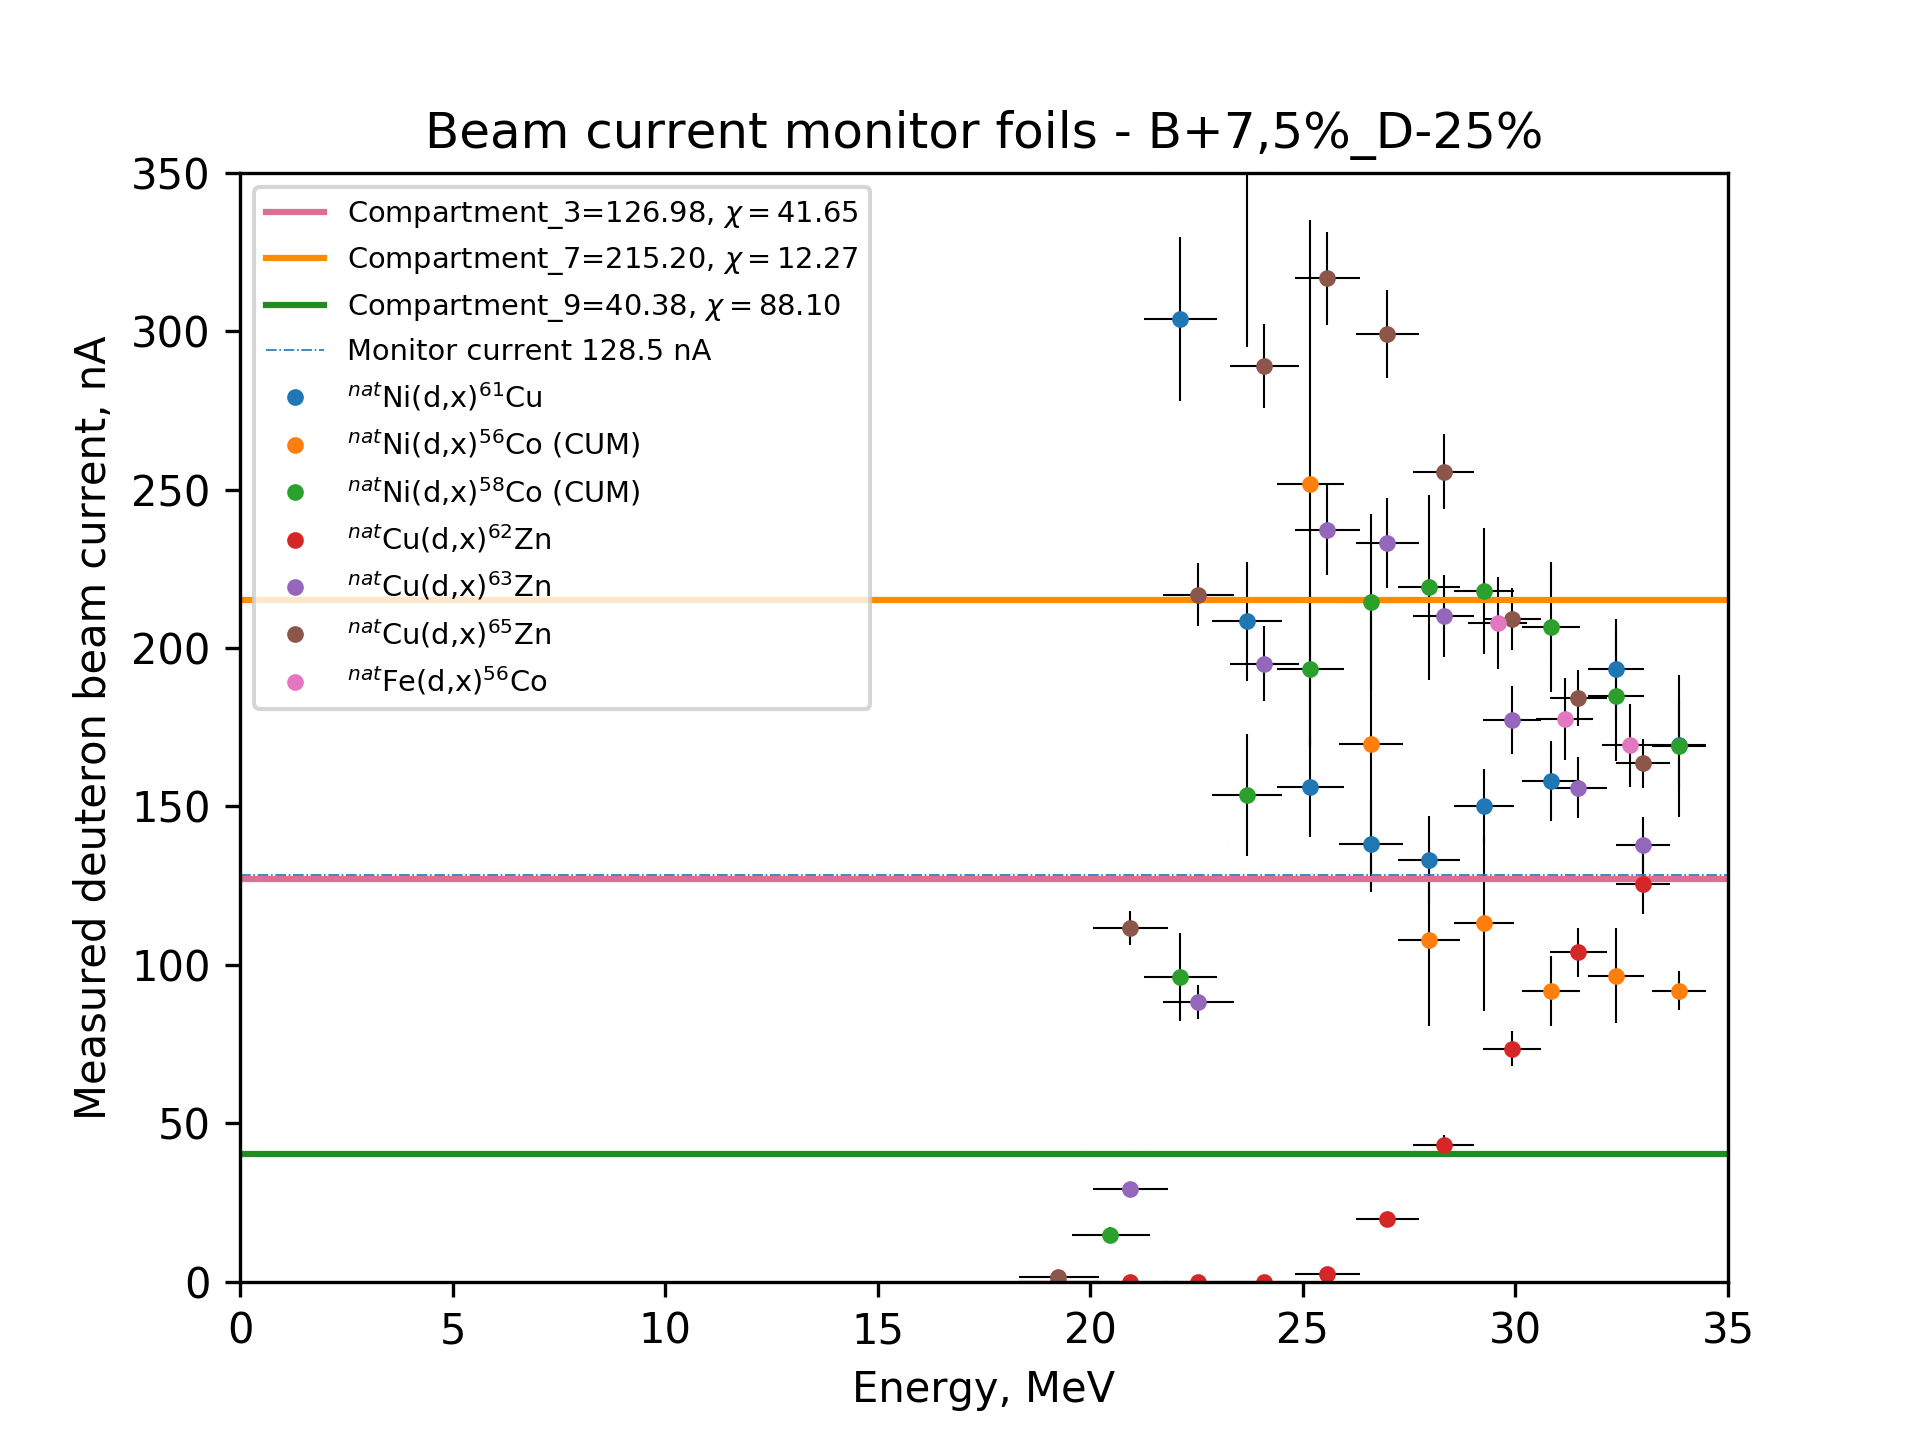 Beam current monitor foils - B+7,5%_D-25%
Measured deuteron beam current, nA
350
300
250
200
150
100
50
0
Compartment_3=126.98, χ = 41.65
Compartment_7=215.20, χ = 12.27
Compartment_9=40.38, χ = 88.10
Monitor current 128.5 nA
natNi(d,x)61Cu
natNi(d,x)56Co (CUM)
natNi(d,x)58Co (CUM)
natCu(d,x)62Zn
natCu(d,x)63Zn
natCu(d,x)65Zn
natFe(d,x)56Co
0 5 10 15 20 25 30 35
Energy, MeV